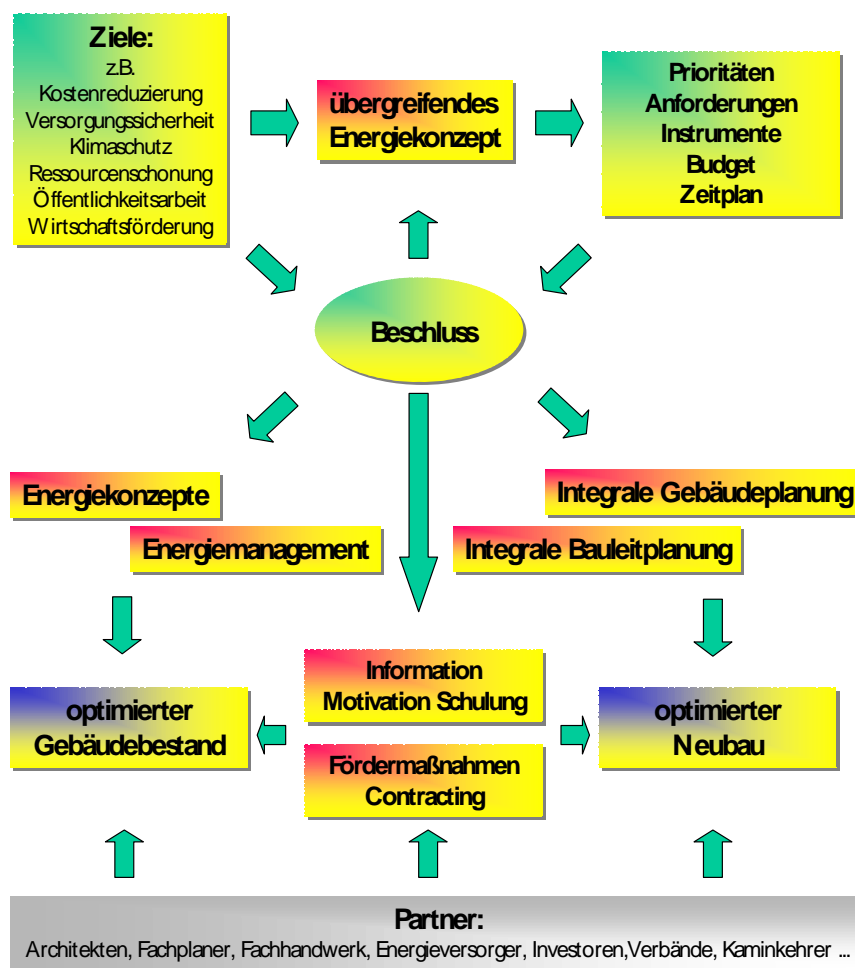 Ziele:
z.B.
Kostenreduzierung
Versorgungssicherheit
Klimaschutz
Ressourcenschonung
Öffentlichkeitsarbeit
Wirtschaftsförderung
übergreifendes
Energiekonzept
Prioritäten
Anforderungen
Instrumente
Budget
Zeitplan
Beschluss
Energiekonzepte
Energiemanagement
Integrale Gebäudeplanung
Integrale Bauleitplanung
optimierter
Gebäudebestand
Information
Motivation Schulung
Fördermaßnahmen
Contracting
optimierter
Neubau
Partner:
Architekten, Fachplaner, Fachhandwerk, Energieversorger, Investoren,Verbände, Kaminkehrer ...